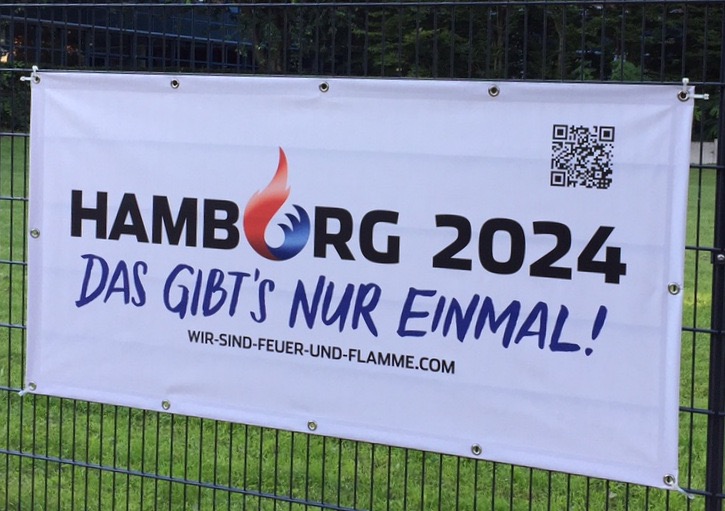 HAMBURG 2024
DAS GIBT'S NUR EINMAL!
WIR-SIND-FEUER-UND-FLAMME.COM